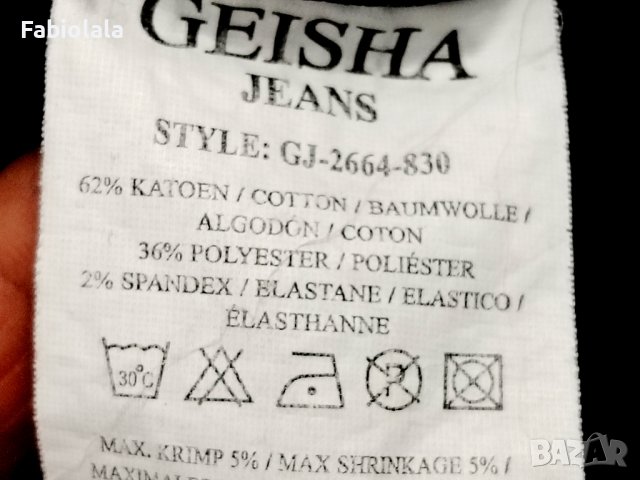 Fabiolala
GEISHA
JEANS
STYLE: GJ-2664-830
62% KATOEN / COTTON / BAUMWOLLE /
ALGODÓN / COTON
36% POLYESTER / POLIÉSTER
2% SPANDEX / ELASTANE / ELASTICO /
ÉLASTHANNE
30°C
P
MAX. KRIMP 5% / MAX SHRINKAGE 5% /
BAZAR